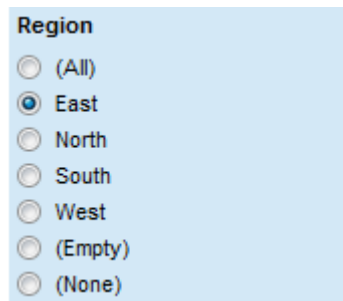 Region
(All)
East
North
South
West
(Empty)
(None)